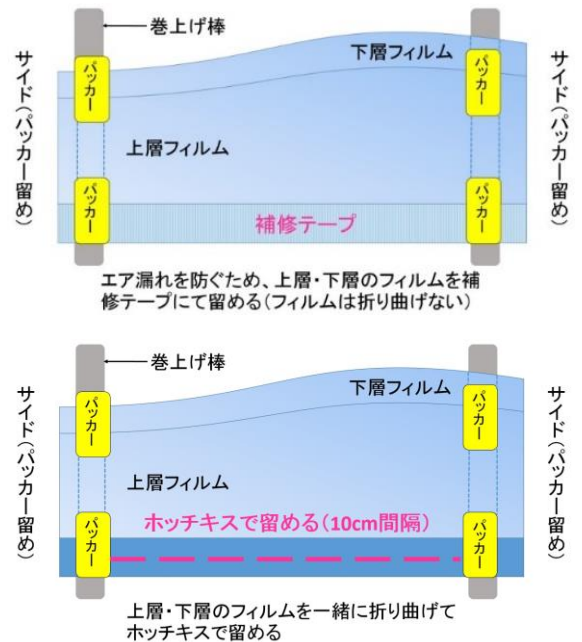 巻上げ棒
下層フィルム
パッカー
パッカー
サイド(パッカー留め)
サイド(パッカー留め)
上層フィルム
パッカー
パッカー
補修テープ
エア漏れを防ぐため、上層・下層のフィルムを補
修テープにて留める(フィルムは折り曲げない)
巻上げ棒
下層フィルム
パッカー
パッカー
サイド(パッカー留め)
サイド(パッカー留め)
上層フィルム
ホッチキスで留める(10cm間隔)
パッカー
パッカー
上層・下層のフィルムを一緒に折り曲げて
ホッチキスで留める